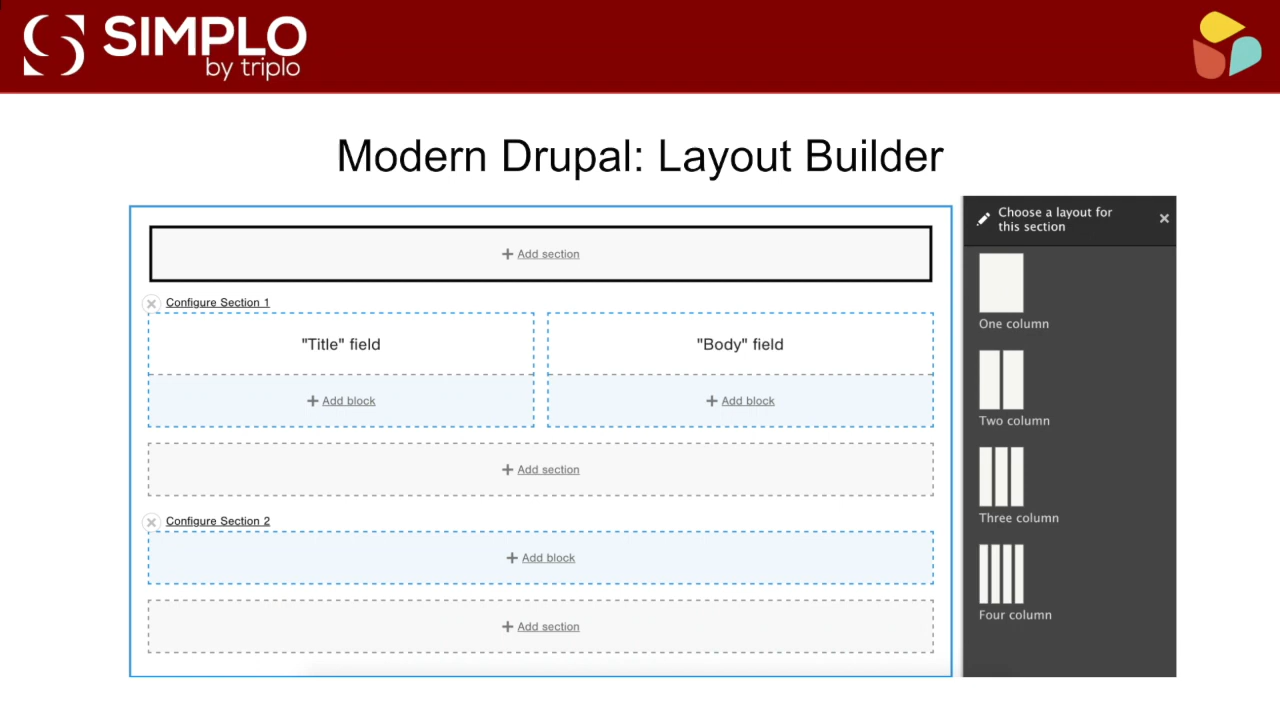 SIMPLO
by triplo
Modern Drupal: Layout Builder
Add section
Configure Section 1
"Title" field
"Body" field
Add block
Add block
Add section
Configure Section 2
Add block
Add section
Choose a layout for
this section
One column
Two column
Three column
Four column